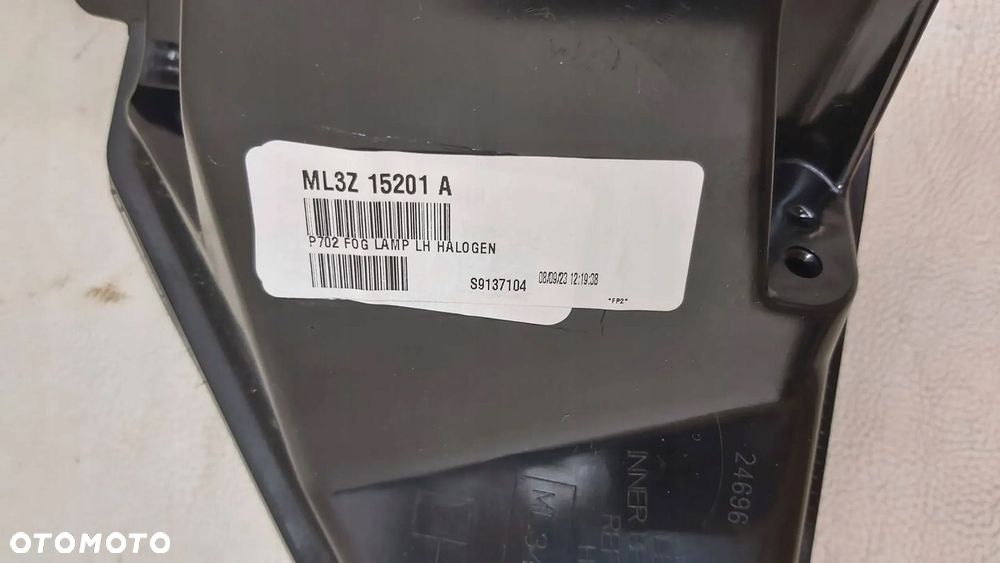 ML3Z 15201 A
P702 FOG LAMP LH HALOGEN
S9137104 08/09/23 12:19:38
"FP2"
24696
INNER
OTOMOTO